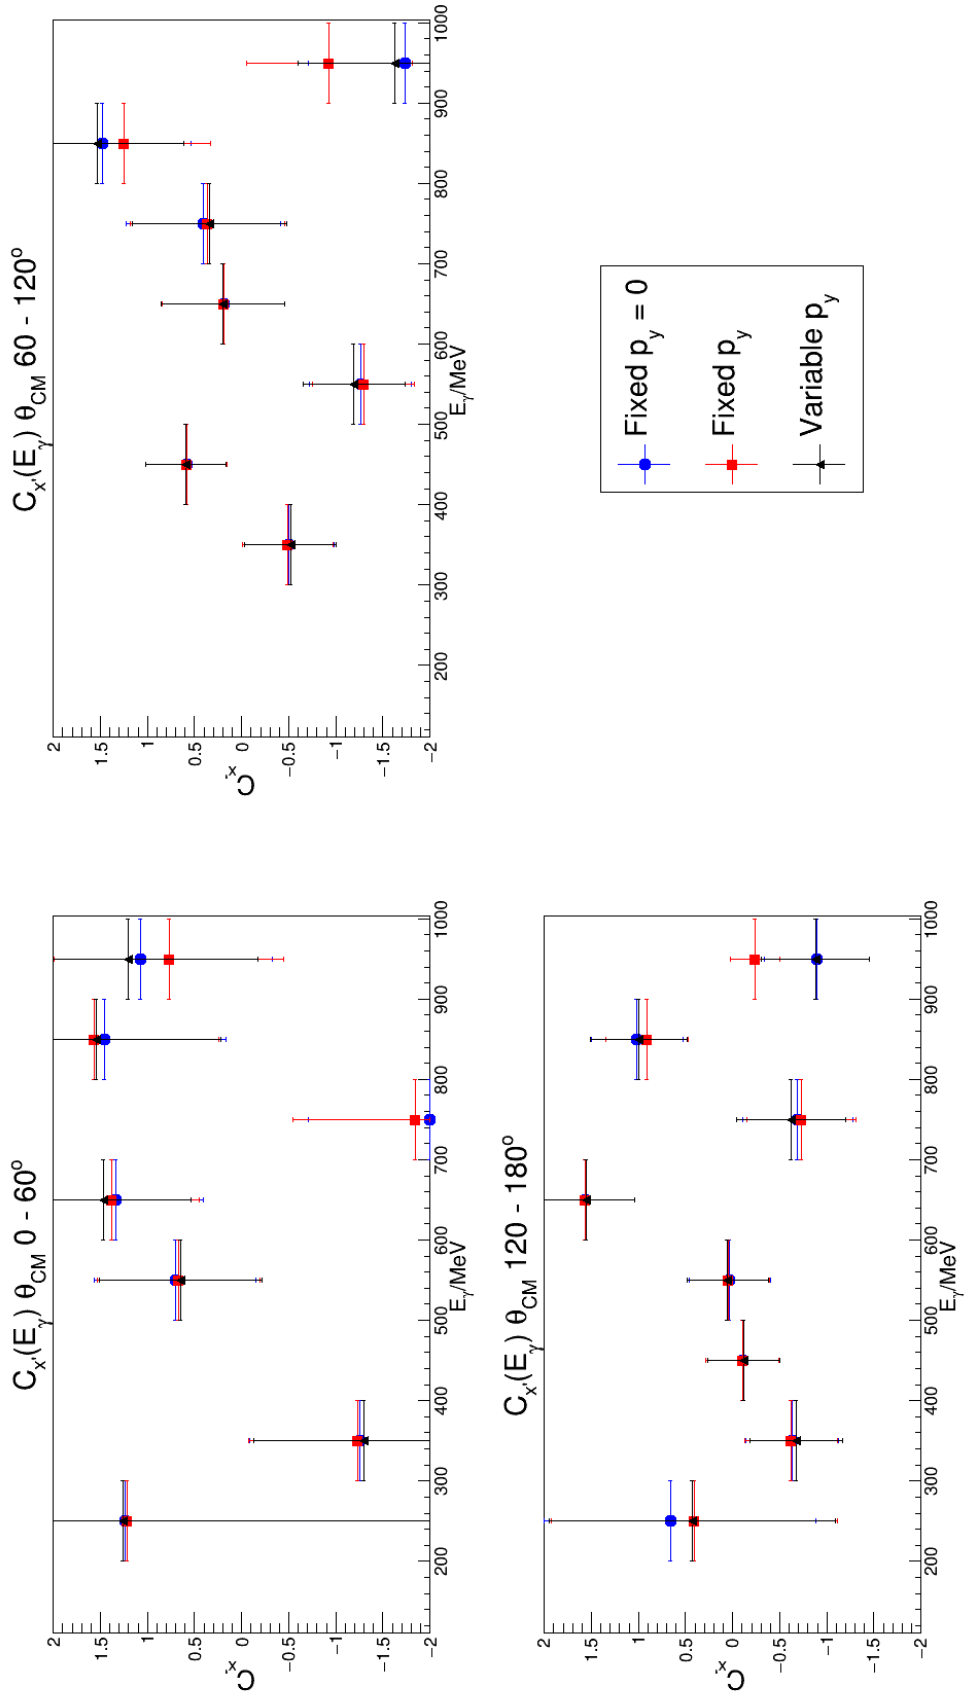 C_x'(E_γ) θ_CM 0 - 60°
C_x'
2
1.5
1
0.5
0
−0.5
−1
−1.5
−2
200 300 400 500 600 700 800 900 1000
E_γ/MeV
C_x'(E_γ) θ_CM 60 - 120°
C_x'
2
1.5
1
0.5
0
−0.5
−1
−1.5
−2
200 300 400 500 600 700 800 900 1000
E_γ/MeV
C_x'(E_γ) θ_CM 120 - 180°
C_x'
2
1.5
1
0.5
0
−0.5
−1
−1.5
−2
200 300 400 500 600 700 800 900 1000
E_γ/MeV
Fixed p_y = 0
Fixed p_y
Variable p_y